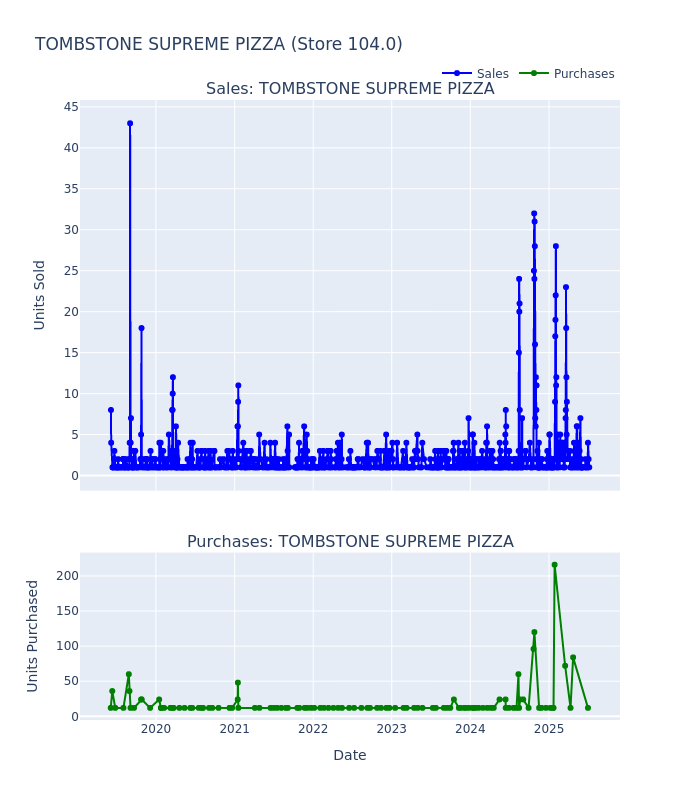 TOMBSTONE SUPREME PIZZA (Store 104.0)
Sales
Purchases
Sales: TOMBSTONE SUPREME PIZZA
45
40
35
30
25
20
15
10
5
0
Units Sold
Purchases: TOMBSTONE SUPREME PIZZA
200
150
100
50
0
Units Purchased
2020
2021
2022
2023
2024
2025
Date